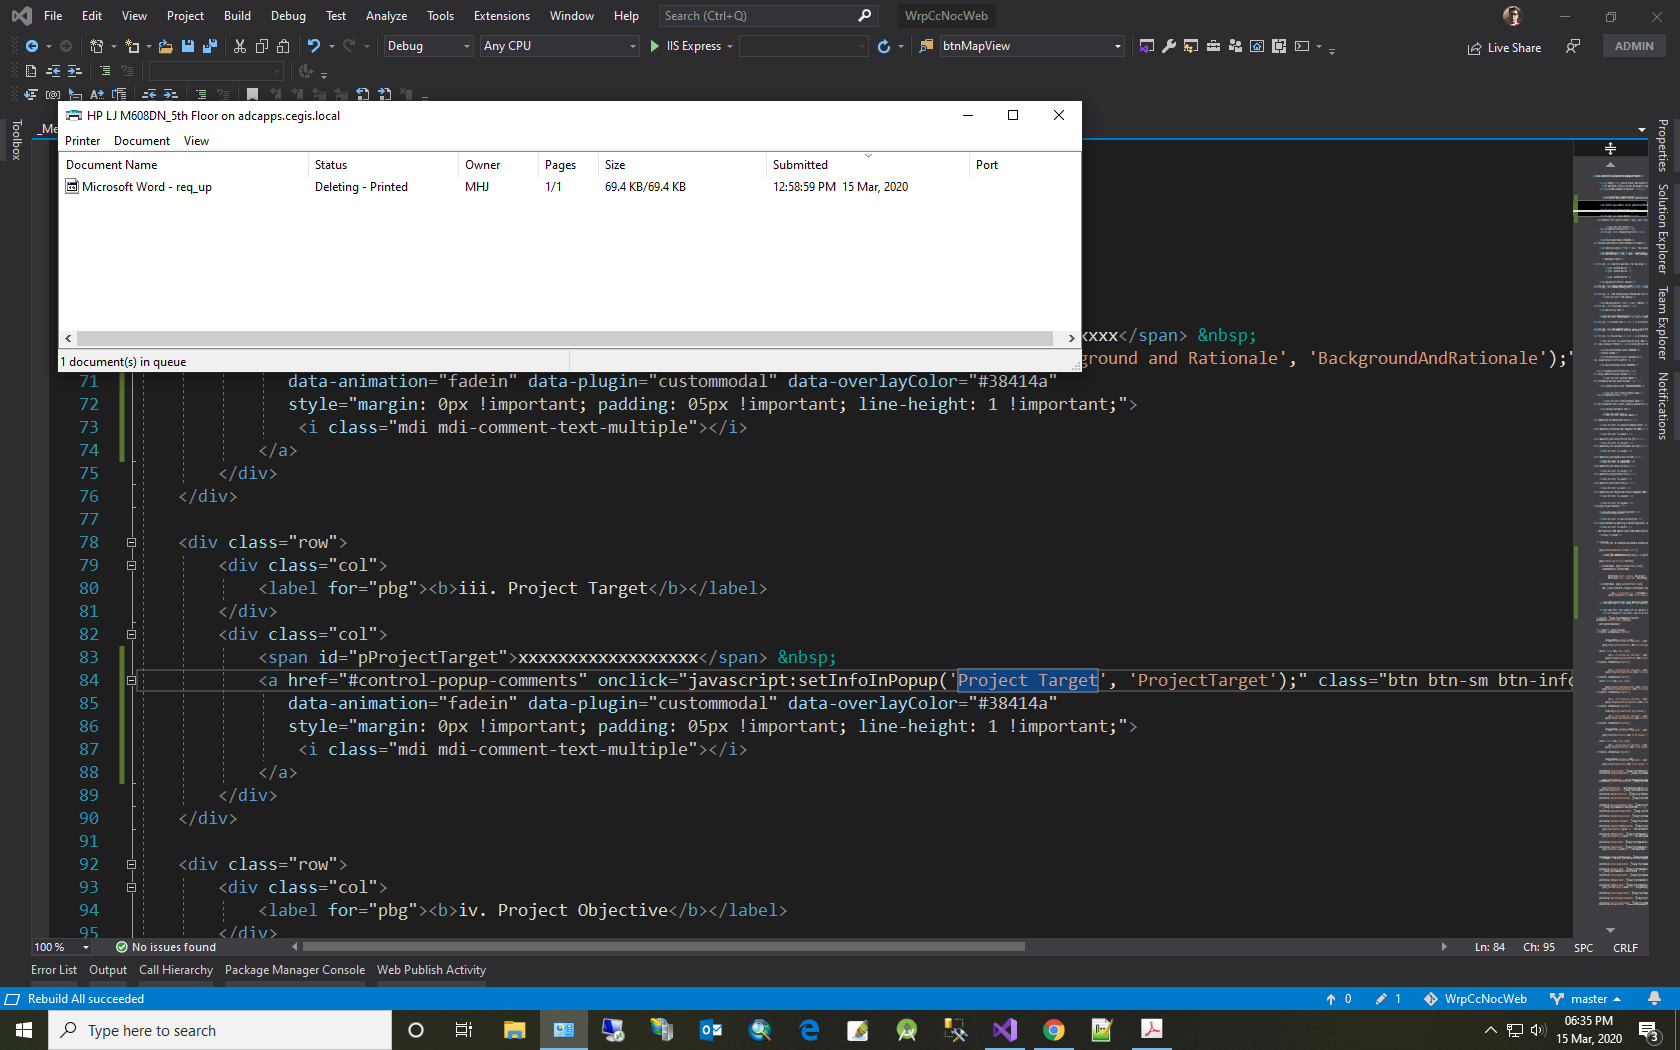 File Edit View Project Build Debug Test Analyze Tools Extensions Window Help Search (Ctrl+Q) WrpCcNocWeb
Debug Any CPU IIS Express btnMapView Live Share ADMIN
Toolbox
HP LJ M608DN_5th Floor on adcapps.cegis.local
Printer Document View
Document Name Status Owner Pages Size Submitted Port
Microsoft Word - req_up Deleting - Printed MHJ 1/1 69.4 KB/69.4 KB 12:58:59 PM 15 Mar, 2020
1 document(s) in queue
Properties
Solution Explorer
Team Explorer
Notifications
xxxx</span> &nbsp;
ground and Rationale', 'BackgroundAndRationale');"
71 data-animation="fadein" data-plugin="custommodal" data-overlayColor="#38414a"
72 style="margin: 0px !important; padding: 05px !important; line-height: 1 !important;">
73 <i class="mdi mdi-comment-text-multiple"></i>
74 </a>
75 </div>
76 </div>
77
78 <div class="row">
79 <div class="col">
80 <label for="pbg"><b>iii. Project Target</b></label>
81 </div>
82 <div class="col">
83 <span id="pProjectTarget">xxxxxxxxxxxxxxxxxx</span> &nbsp;
84 <a href="#control-popup-comments" onclick="javascript:setInfoInPopup('Project Target', 'ProjectTarget');" class="btn btn-sm btn-info
85 data-animation="fadein" data-plugin="custommodal" data-overlayColor="#38414a"
86 style="margin: 0px !important; padding: 05px !important; line-height: 1 !important;">
87 <i class="mdi mdi-comment-text-multiple"></i>
88 </a>
89 </div>
90 </div>
91
92 <div class="row">
93 <div class="col">
94 <label for="pbg"><b>iv. Project Objective</b></label>
95 </div>
100 % No issues found Ln: 84 Ch: 95 SPC CRLF
Error List Output Call Hierarchy Package Manager Console Web Publish Activity
Rebuild All succeeded 0 1 WrpCcNocWeb master
Type here to search 06:35 PM
15 Mar, 2020 3